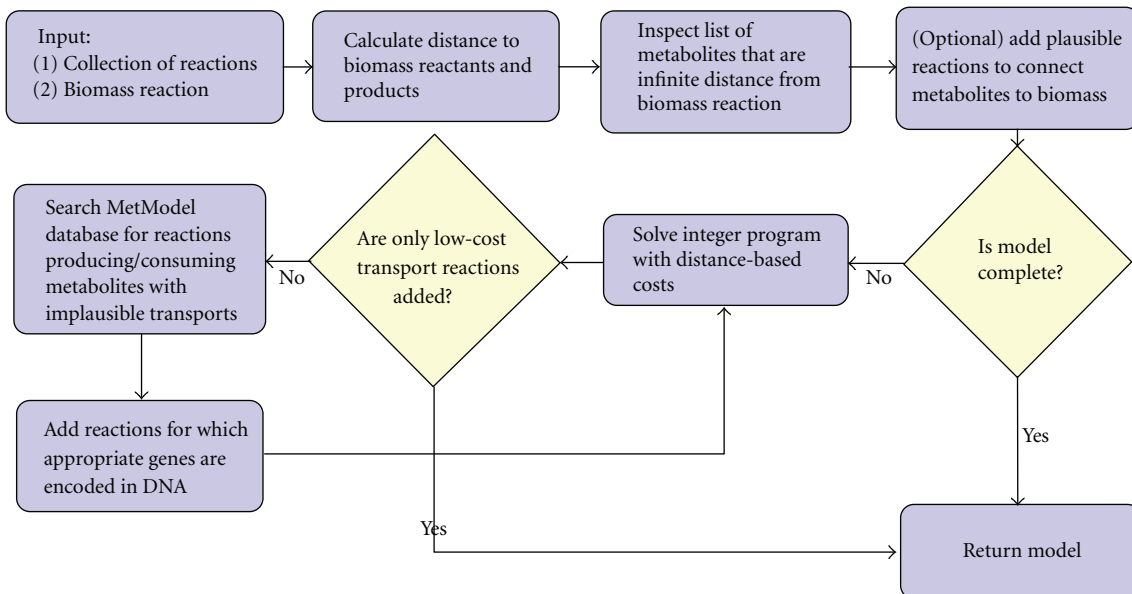 Input:
(1) Collection of reactions
(2) Biomass reaction
Calculate distance to
biomass reactants and
products
Inspect list of
metabolites that are
infinite distance from
biomass reaction
(Optional) add plausible
reactions to connect
metabolites to biomass
Search MetModel
database for reactions
producing/consuming
metabolites with
implausible transports
No
Are only low-cost
transport reactions
added?
Solve integer program
with distance-based
costs
No
Is model
complete?
Add reactions for which
appropriate genes are
encoded in DNA
Yes
Yes
Return model